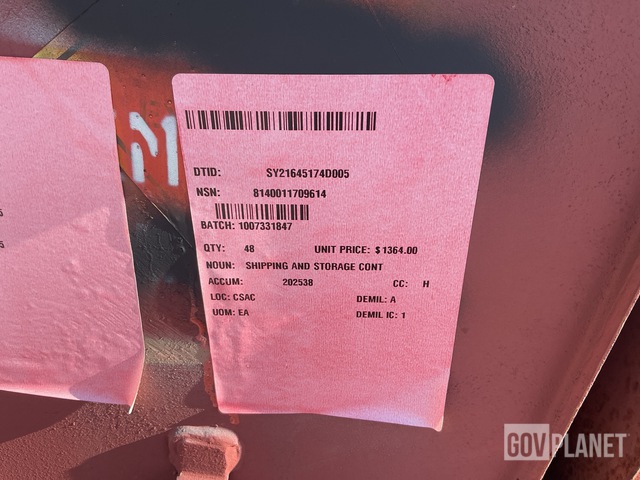 DTID: SY21645174D005
NSN: 8140011709614
BATCH: 1007331847
QTY: 48 UNIT PRICE: $1364.00
NOUN: SHIPPING AND STORAGE CONT
ACCUM: 202538 CC: H
LOC: CSAC DEMIL: A
UOM: EA DEMIL IC: 1
GOVPLANET